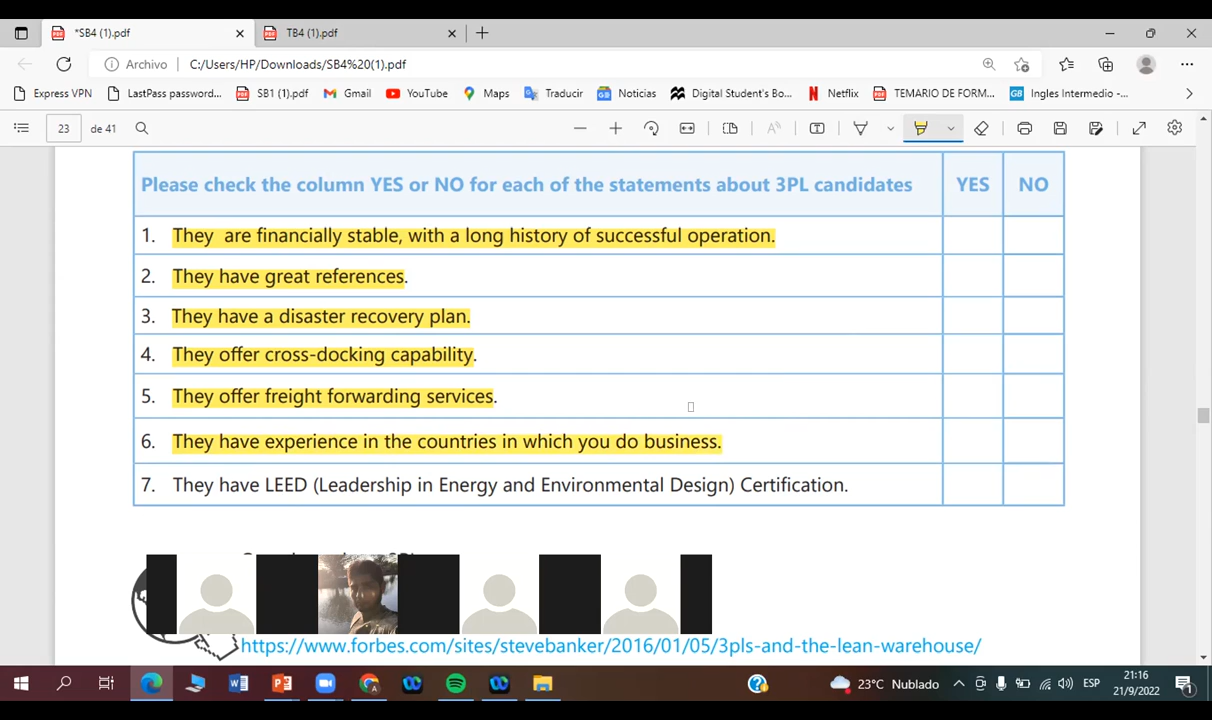 *SB4 (1).pdf
TB4 (1).pdf
Archivo
C:/Users/HP/Downloads/SB4%20(1).pdf
Express VPN
LastPass password...
SB1 (1).pdf
Gmail
YouTube
Maps
Traducir
Noticias
Digital Student's Bo...
Netflix
TEMARIO DE FORM...
Ingles Intermedio -...
23 de 41
Please check the column YES or NO for each of the statements about 3PL candidates YES NO
1. They are financially stable, with a long history of successful operation.
2. They have great references.
3. They have a disaster recovery plan.
4. They offer cross-docking capability.
5. They offer freight forwarding services.
6. They have experience in the countries in which you do business.
7. They have LEED (Leadership in Energy and Environmental Design) Certification.
https://www.forbes.com/sites/stevebanker/2016/01/05/3pls-and-the-lean-warehouse/
23°C Nublado
ESP
21:16
21/9/2022
1